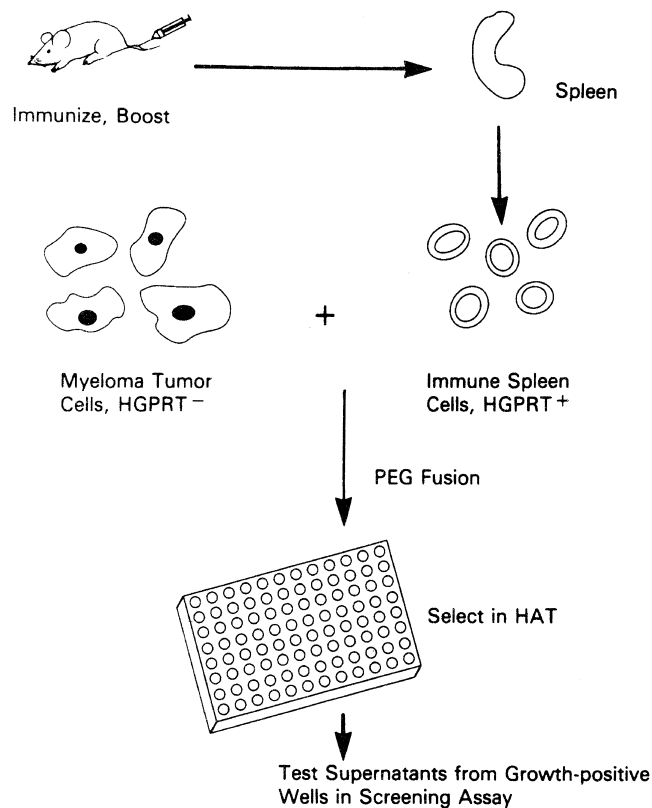 Immunize, Boost
Spleen
+
Myeloma Tumor
Cells, HGPRT⁻
Immune Spleen
Cells, HGPRT⁺
PEG Fusion
Select in HAT
Test Supernatants from Growth-positive
Wells in Screening Assay